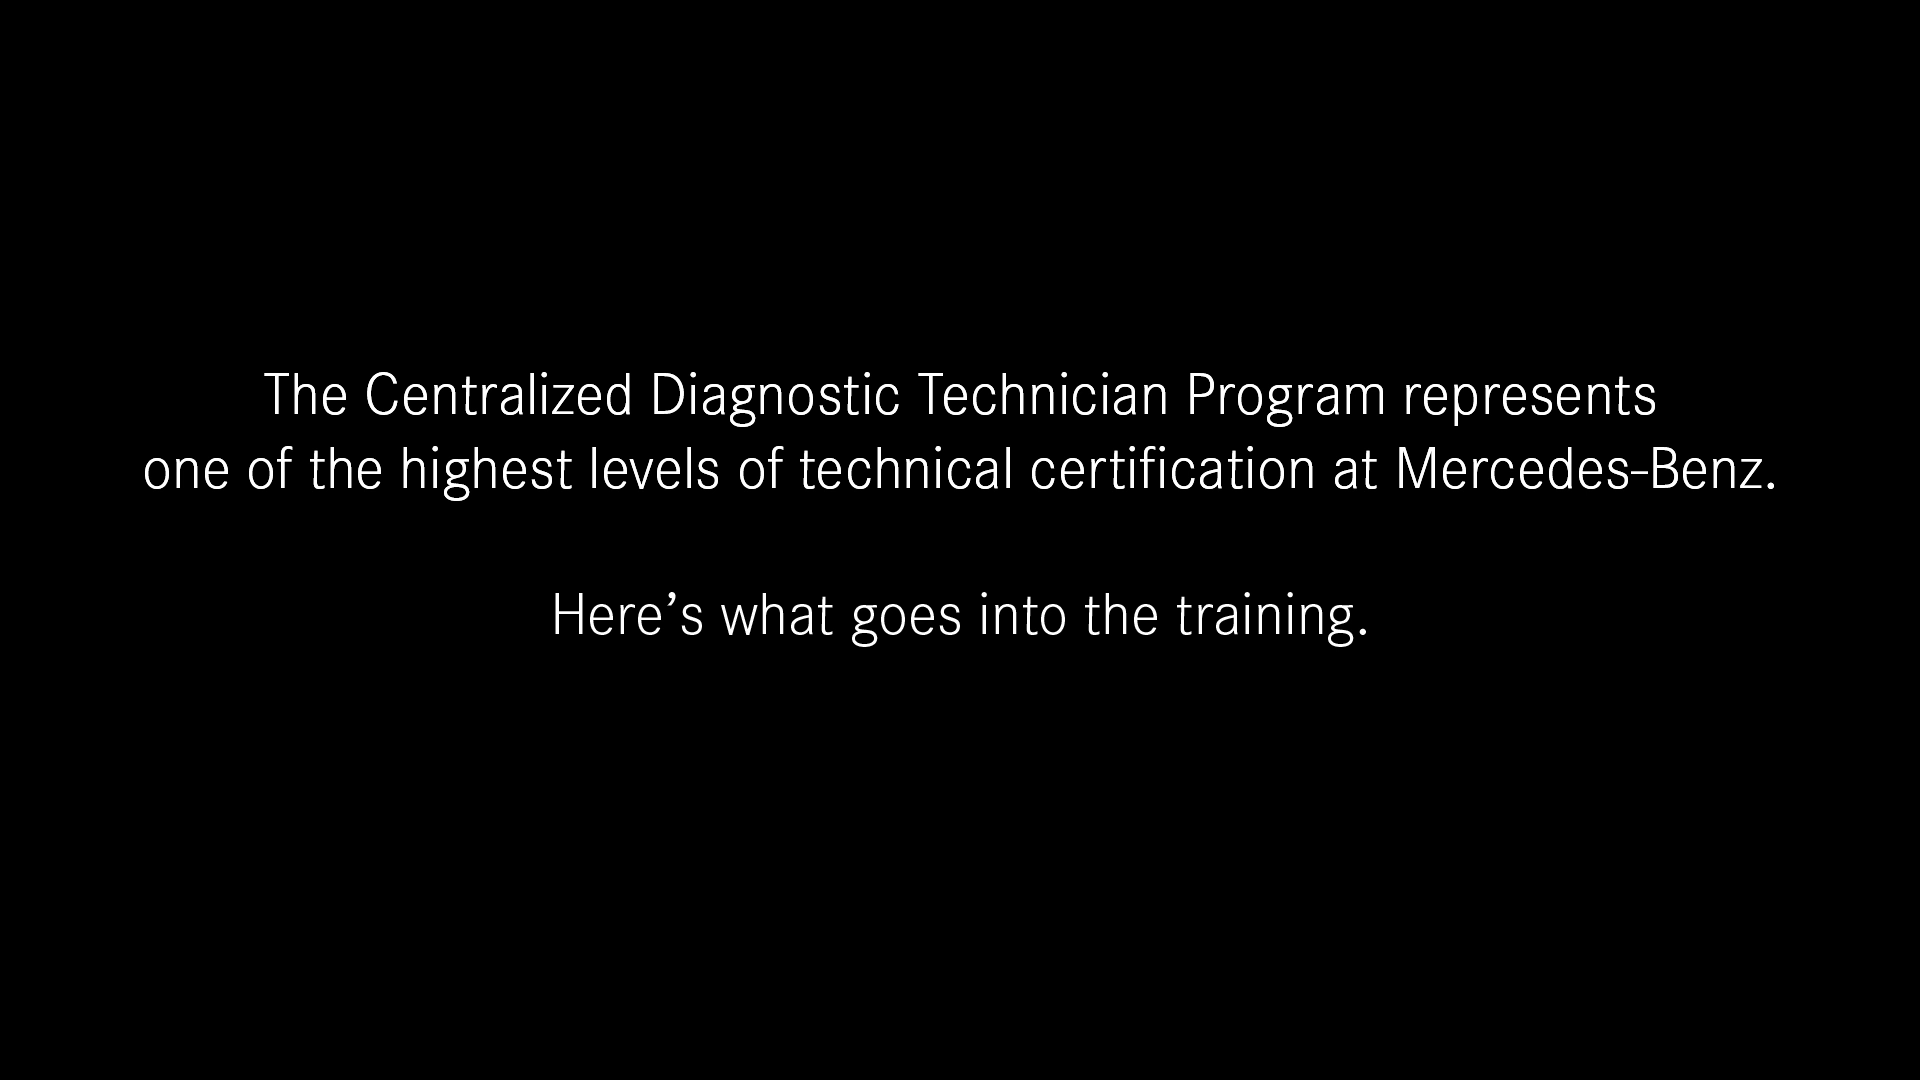 The Centralized Diagnostic Technician Program represents
one of the highest levels of technical certification at Mercedes-Benz.
Here’s what goes into the training.